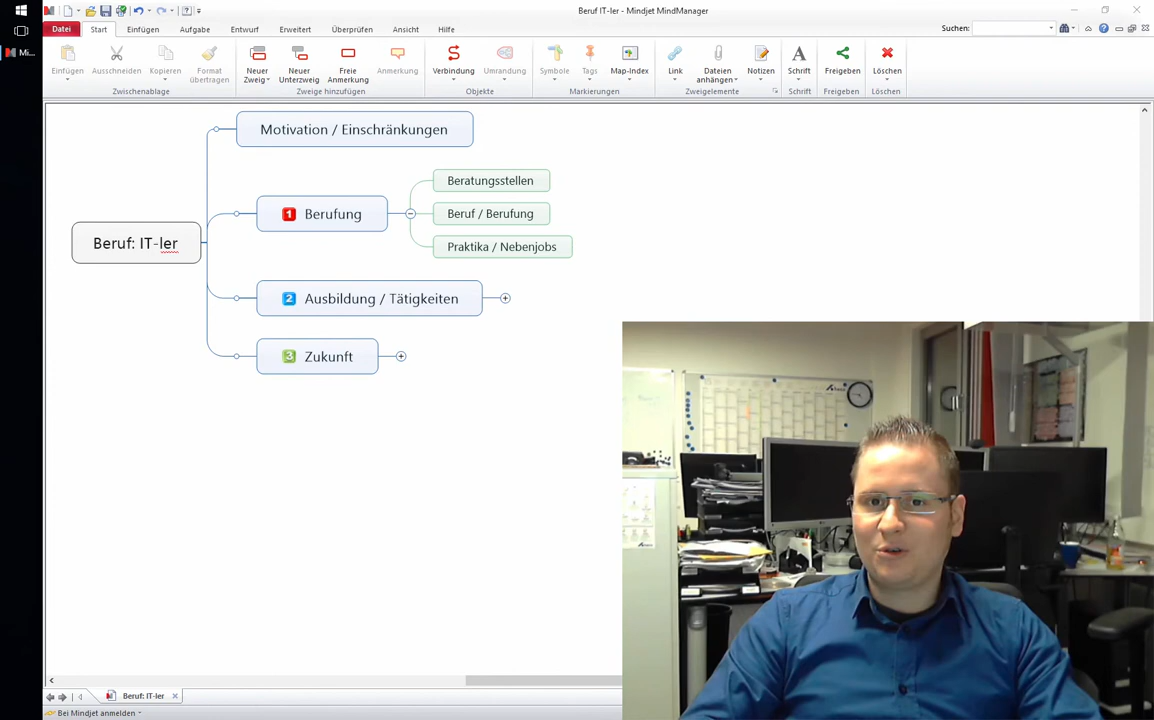 Beruf IT-ler - Mindjet MindManager
Mi...
Datei Start Einfügen Aufgabe Entwurf Erweitert Überprüfen Ansicht Hilfe Suchen:
Einfügen Ausschneiden Kopieren Format übertragen Neuer Zweig Neuer Unterzweig Freie Anmerkung Anmerkung Verbindung Umrandung Symbole Tags Map-Index Link Dateien anhängen Notizen Schrift Freigeben Löschen
Zwischenablage Zweige hinzufügen Objekte Markierungen Zweigelemente Schrift Freigeben Löschen
Motivation / Einschränkungen
Beratungsstellen
1 Berufung
Beruf / Berufung
Beruf: IT-ler
Praktika / Nebenjobs
2 Ausbildung / Tätigkeiten
3 Zukunft
Beruf: IT-ler
Bei Mindjet anmelden